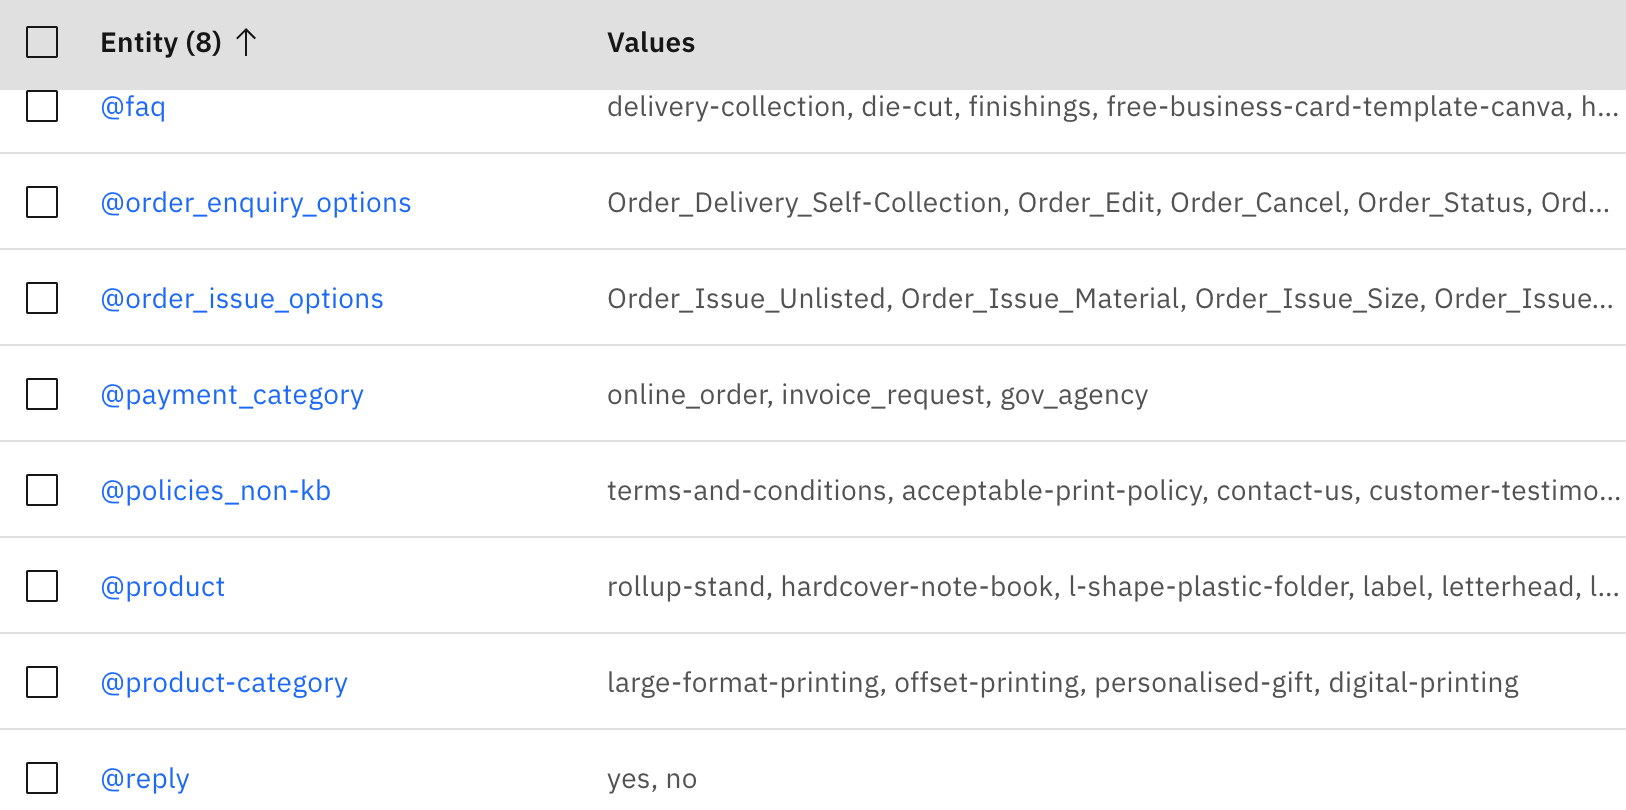 Entity (8) ↑ Values
@faq delivery-collection, die-cut, finishings, free-business-card-template-canva, h...
@order_enquiry_options Order_Delivery_Self-Collection, Order_Edit, Order_Cancel, Order_Status, Ord...
@order_issue_options Order_Issue_Unlisted, Order_Issue_Material, Order_Issue_Size, Order_Issue...
@payment_category online_order, invoice_request, gov_agency
@policies_non-kb terms-and-conditions, acceptable-print-policy, contact-us, customer-testimo...
@product rollup-stand, hardcover-note-book, l-shape-plastic-folder, label, letterhead, l...
@product-category large-format-printing, offset-printing, personalised-gift, digital-printing
@reply yes, no